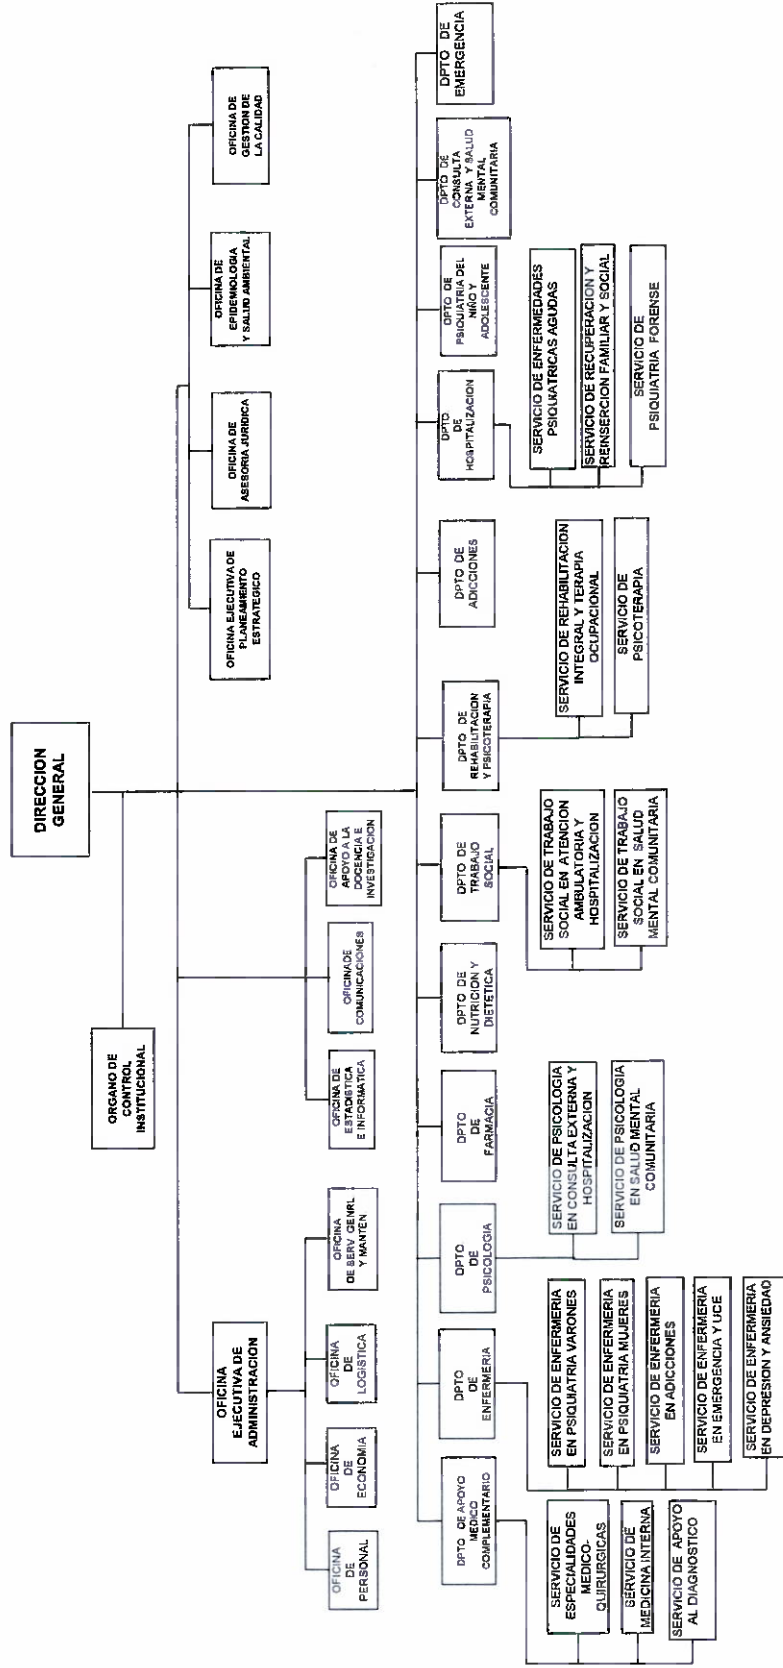 DIRECCION
GENERAL
ORGANO DE
CONTROL
INSTITUCIONAL
OFICINA EJECUTIVA DE
PLANEAMIENTO
ESTRATEGICO
OFICINA DE
ASESORIA JURIDICA
OFICINA DE
EPIDEMIOLOGIA
Y SALUD AMBIENTAL
OFICINA DE
GESTION DE
LA CALIDAD
OFICINA
EJECUTIVA DE
ADMINISTRACIÓN
OFICINA
DE
PERSONAL
OFICINA
DE
ECONOMIA
OFICINA
DE
LOGÍSTICA
OFICINA
DE SERV GENRL
Y MANTEN
OFICINA DE
ESTADISTICA
E INFORMATICA
OFICINADE
COMUNICACIONES
OFICINA DE
APOYO A LA
DOCENCIA E
INVESTIGACION
DPTO DE APOYO
MEDICO
COMPLEMENTARIO
DPTO
DE
ENFERMERIA
DPTO
DE
PSICOLOGIA
DPTO
DE
FARMACIA
DPTO DE
NUTRICION Y
DIETETICA
DPTO DE
TRABAJO
SOCIAL
DPTO DE
REHABILITACION
Y PSICOTERAPIA
DPTO DE
ADICCIONES
DPTO
DE
HOSPITALIZACION
DPTO DE
PSIQUIATRIA DEL
NIÑO Y
ADOLESCENTE
DPTO DE
CONSULTA
EXTERNA Y SALUD
MENTAL
COMUNITARIA
DPTO DE
EMERGENCIA
SERVICIO DE
ESPECIALIDADES
MEDICO-
QUIRURGICAS
SERVICIO DE
MEDICINA INTERNA
SERVICIO DE APOYO
AL DIAGNOSTICO
SERVICIO DE ENFERMERIA
EN PSIQUIATRIA VARONES
SERVICIO DE ENFERMERIA
EN PSIQUIATRIA MUJERES
SERVICIO DE ENFERMERIA
EN ADICCIONES
SERVICIO DE ENFERMERIA
EN EMERGENCIA Y UCE
SERVICIO DE ENFERMERIA
EN DEPRESION Y ANSIEDAD
SERVICIO DE PSICOLOGIA
EN CONSULTA EXTERNA Y
HOSPITALIZACION
SERVICIO DE PSICOLOGIA
EN SALUD MENTAL
COMUNITARIA
SERVICIO DE TRABAJO
SOCIAL EN ATENCION
AMBULATORIA Y
HOSPITALIZACION
SERVICIO DE TRABAJO
SOCIAL EN SALUD
MENTAL COMUNITARIA
SERVICIO DE REHABILITACION
INTEGRAL Y TERAPIA
OCUPACIONAL
SERVICIO DE
PSICOTERAPIA
SERVICIO DE ENFERMEDADES
PSIQUIATRICAS AGUDAS
SERVICIO DE RECUPERACION Y
REINSERCION FAMILIAR Y SOCIAL
SERVICIO DE
PSIQUIATRIA FORENSE